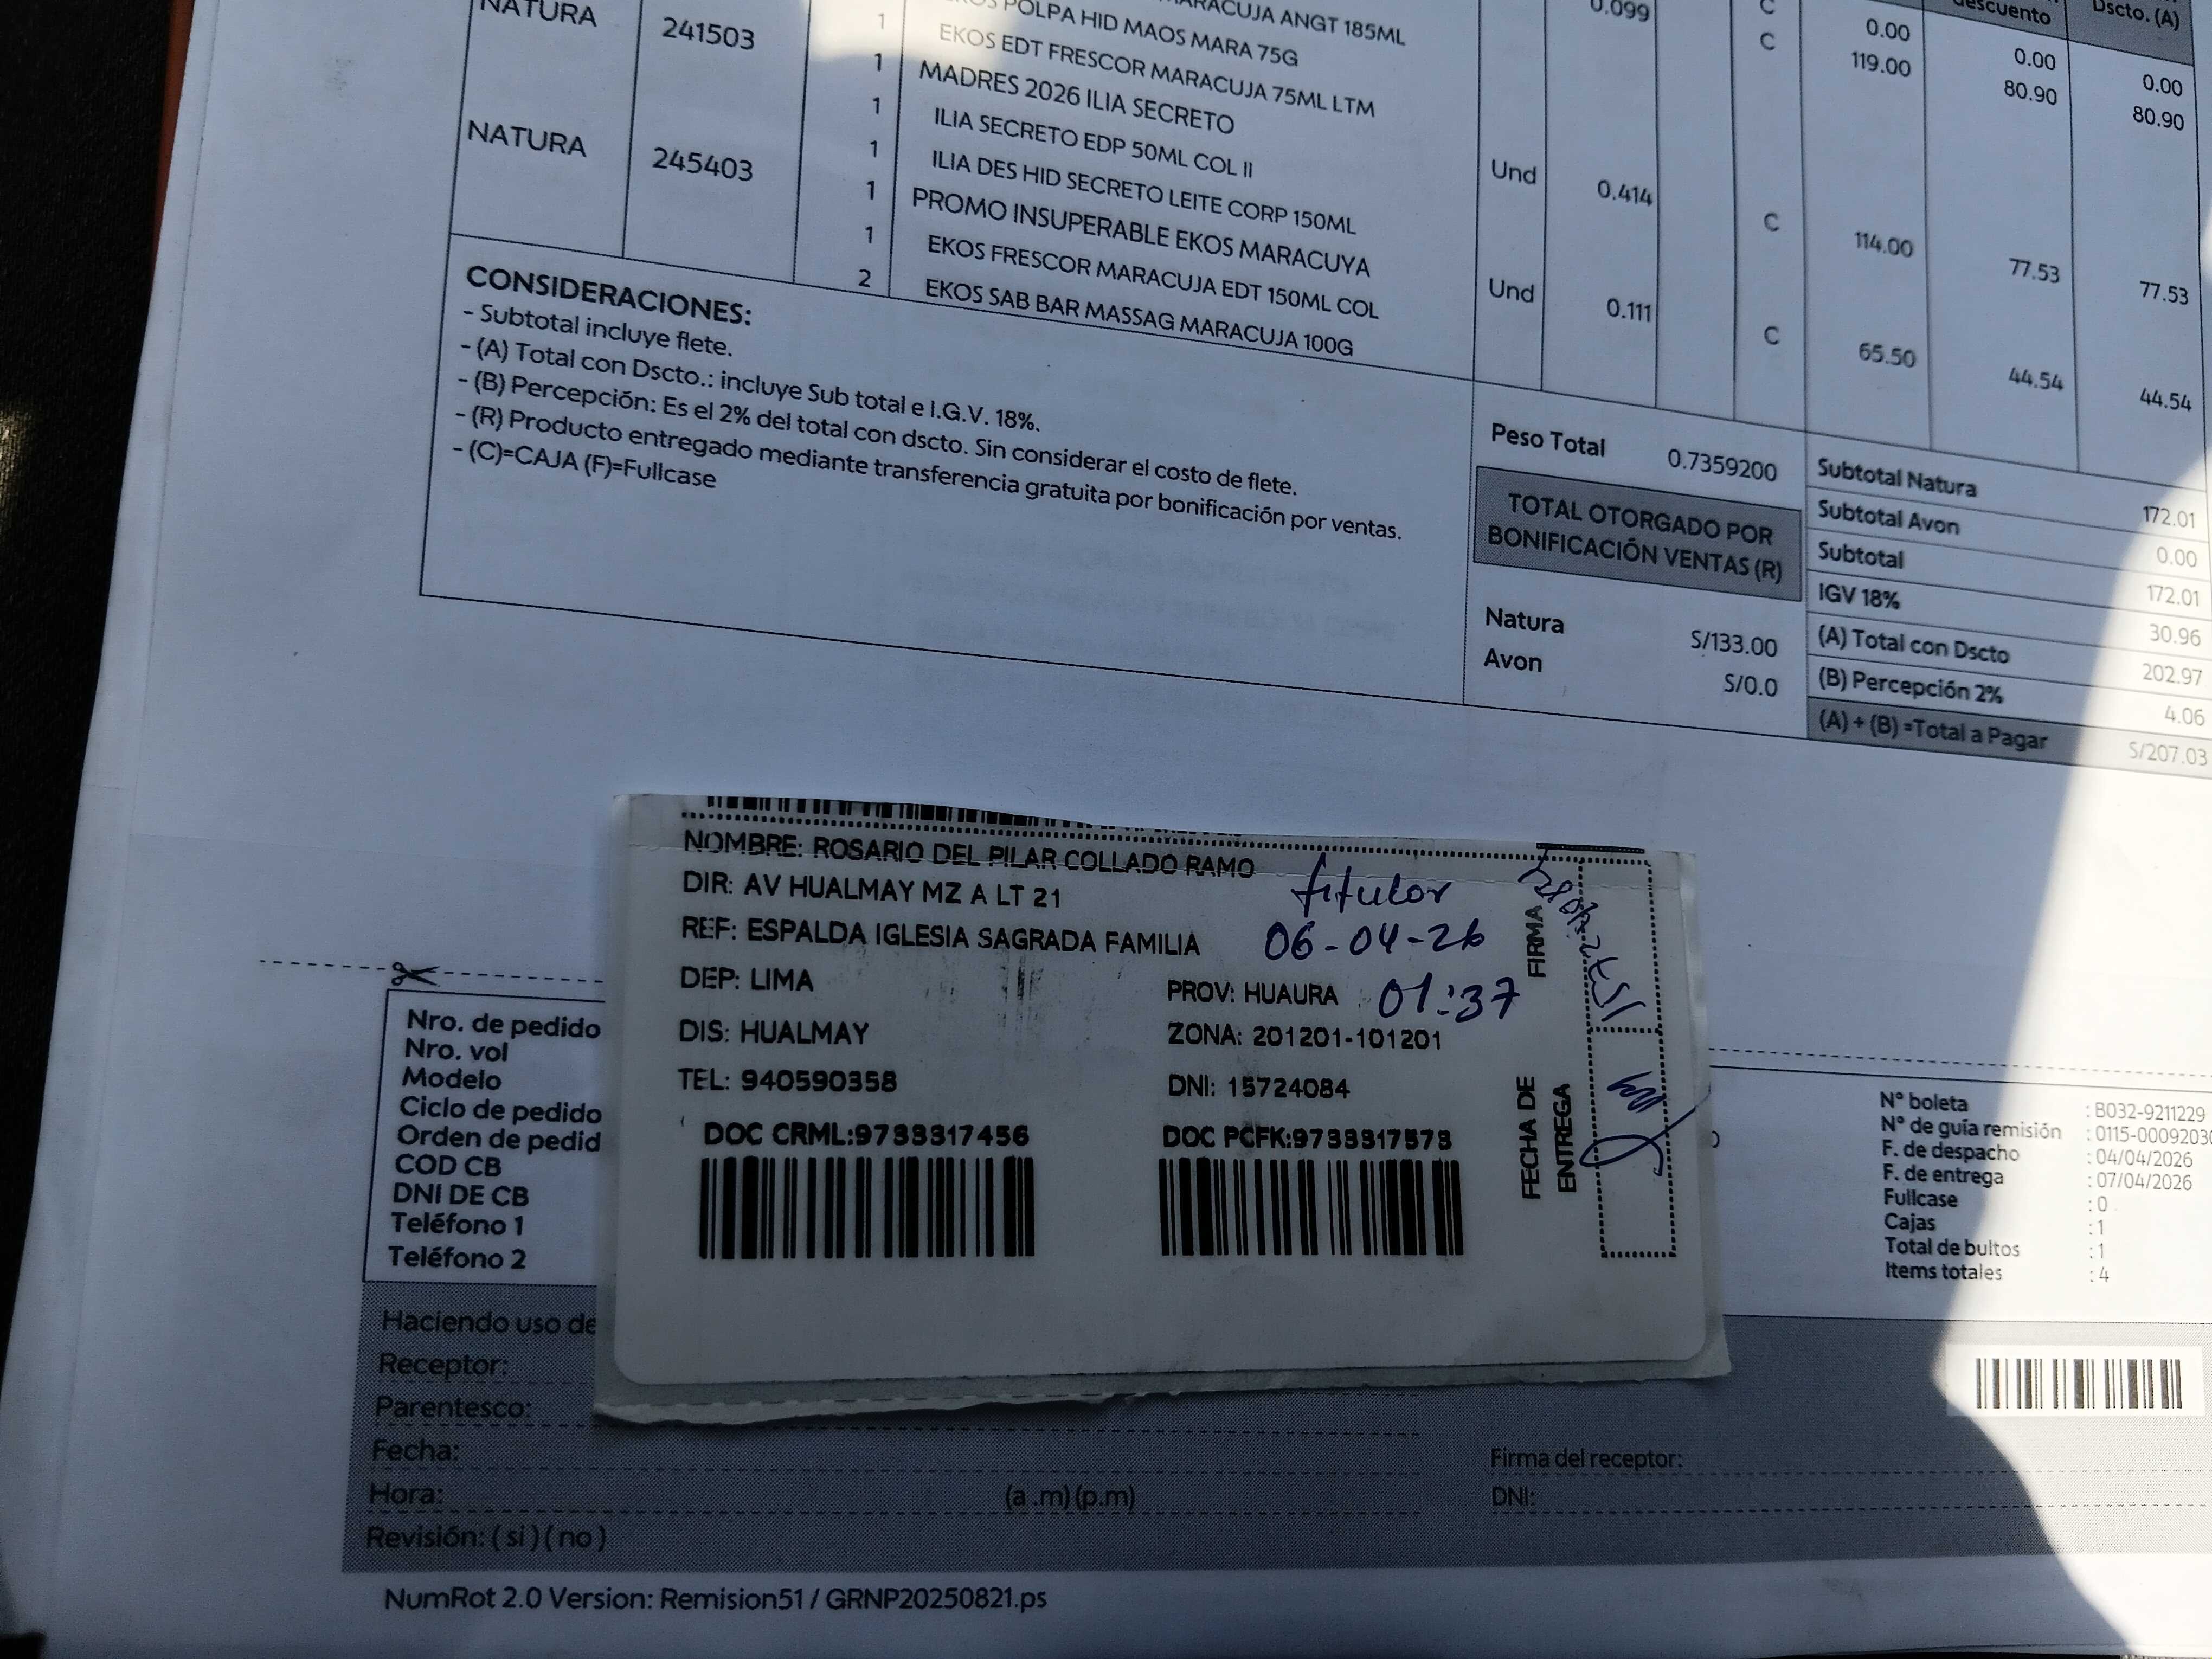 descuento Dscto. (A)
NATURA 241503 MARACUJA ANGT 185ML 0.099 C 0.00 0.00 0.00
1 EKOS POLPA HID MAOS MARA 75G
1 EKOS EDT FRESCOR MARACUJA 75ML LTM C 119.00 80.90 80.90
1 MADRES 2026 ILIA SECRETO Und 0.414 C 114.00 77.53 77.53
1 ILIA SECRETO EDP 50ML COL II
1 ILIA DES HID SECRETO LEITE CORP 150ML
NATURA 245403 1 PROMO INSUPERABLE EKOS MARACUYA Und 0.111 C 65.50 44.54 44.54
1 EKOS FRESCOR MARACUJA EDT 150ML COL
2 EKOS SAB BAR MASSAG MARACUJA 100G
CONSIDERACIONES:
- Subtotal incluye flete.
- (A) Total con Dscto.: incluye Sub total e I.G.V. 18%.
- (B) Percepción: Es el 2% del total con dscto. Sin considerar el costo de flete.
- (R) Producto entregado mediante transferencia gratuita por bonificación por ventas.
- (C)=CAJA (F)=Fullcase
Peso Total 0.7359200
TOTAL OTORGADO POR
BONIFICACIÓN VENTAS (R)
Natura S/133.00
Avon S/0.0
Subtotal Natura 172.01
Subtotal Avon 0.00
Subtotal 172.01
IGV 18% 30.96
(A) Total con Dscto 202.97
(B) Percepción 2% 4.06
(A) + (B) =Total a Pagar S/207.03
NOMBRE: ROSARIO DEL PILAR COLLADO RAMO
DIR: AV HUALMAY MZ A LT 21 titular
REF: ESPALDA IGLESIA SAGRADA FAMILIA 06-04-26
DEP: LIMA PROV: HUAURA 01:37
DIS: HUALMAY ZONA: 201201-101201
TEL: 940590358 DNI: 15724084
DOC CRML:9733317456 DOC PCFK:9733317573
FIRMA 15724084
FECHA DE
ENTREGA
Nro. de pedido
Nro. vol
Modelo
Ciclo de pedido
Orden de pedid
COD CB
DNI DE CB
Teléfono 1
Teléfono 2
N° boleta : B032-9211229
N° de guía remisión : 0115-0009203
F. de despacho : 04/04/2026
F. de entrega : 07/04/2026
Fullcase : 0
Cajas : 1
Total de bultos : 1
Items totales : 4
Haciendo uso de
Receptor:
Parentesco:
Fecha: Firma del receptor:
Hora: (a .m) (p.m) DNI:
Revisión: ( si ) ( no )
NumRot 2.0 Version: Remision51 / GRNP20250821.ps